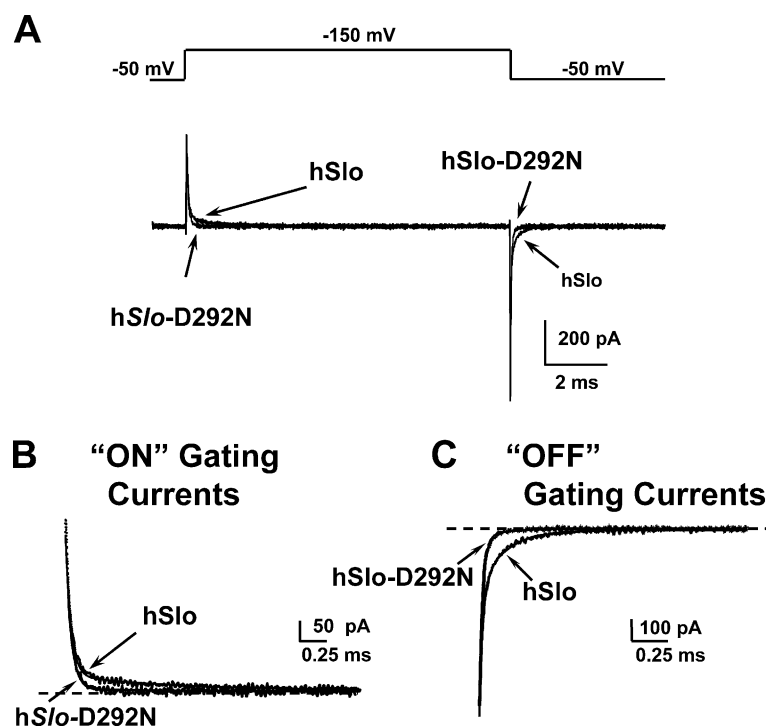 A
-150 mV
-50 mV
-50 mV
hSlo
hSlo-D292N
hSlo
hSlo-D292N
200 pA
2 ms
B
“ON” Gating
Currents
hSlo
50 pA
0.25 ms
hSlo-D292N
C
“OFF”
Gating Currents
hSlo-D292N
hSlo
100 pA
0.25 ms